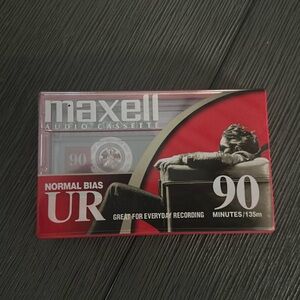 maxell
AUDIO CASSETTE
90
NORMAL BIAS
UR
GREAT FOR EVERYDAY RECORDING
90
MINUTES/135m